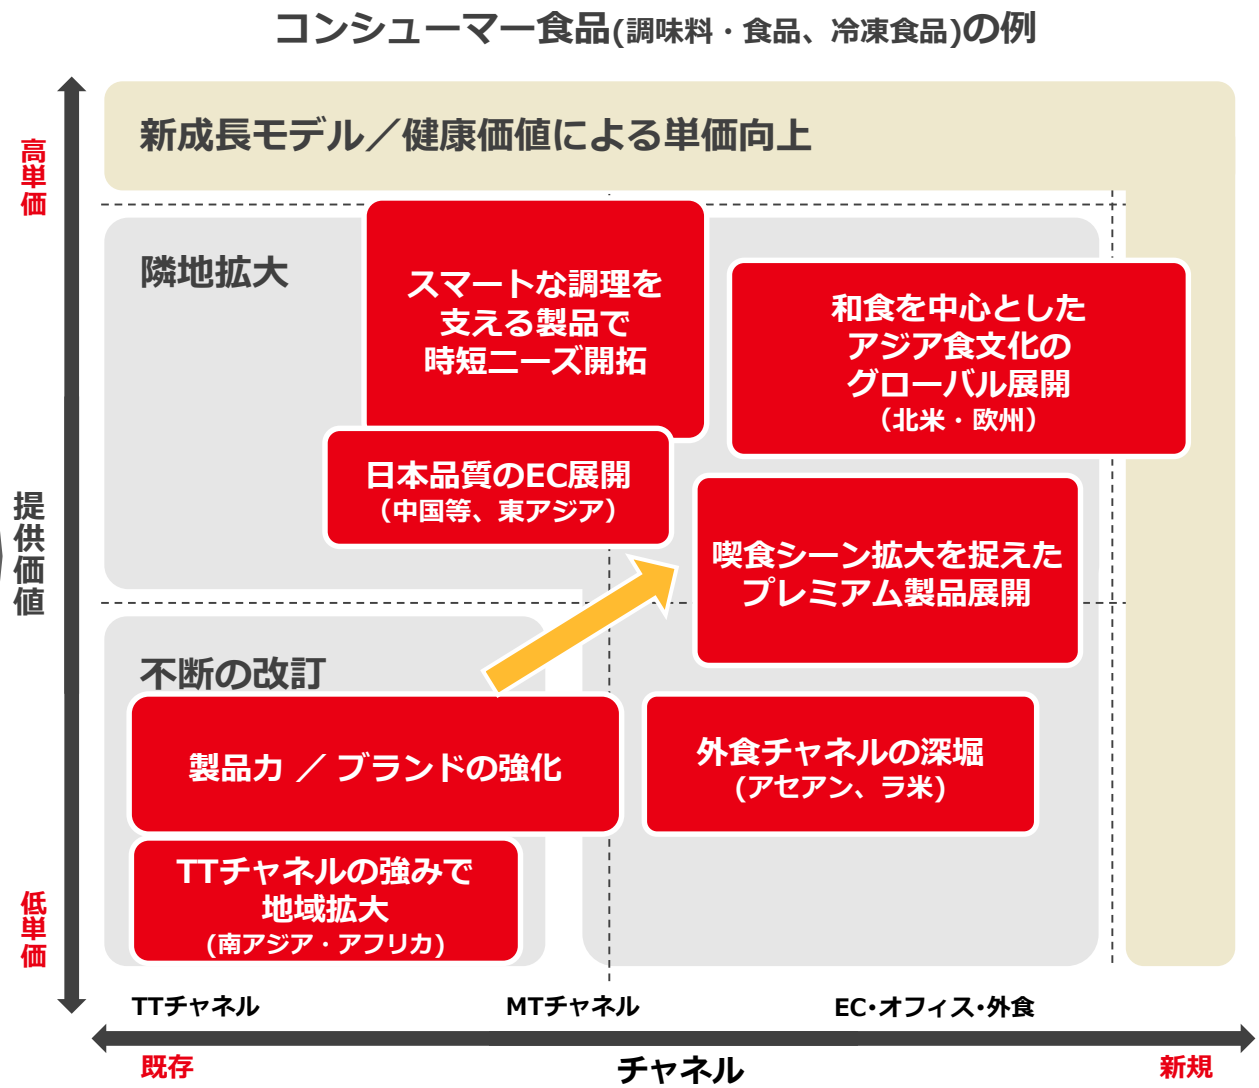 コンシューマー食品(調味料・食品、冷凍食品)の例
高単価
新成長モデル／健康価値による単価向上
隣地拡大
スマートな調理を
支える製品で
時短ニーズ開拓
和食を中心とした
アジア食文化の
グローバル展開
（北米・欧州）
日本品質のEC展開
（中国等、東アジア）
提供価値
喫食シーン拡大を捉えた
プレミアム製品展開
不断の改訂
製品力 ／ ブランドの強化
外食チャネルの深堀
(アセアン、ラ米)
TTチャネルの強みで
地域拡大
(南アジア・アフリカ)
低単価
TTチャネル
MTチャネル
EC・オフィス・外食
既存
チャネル
新規